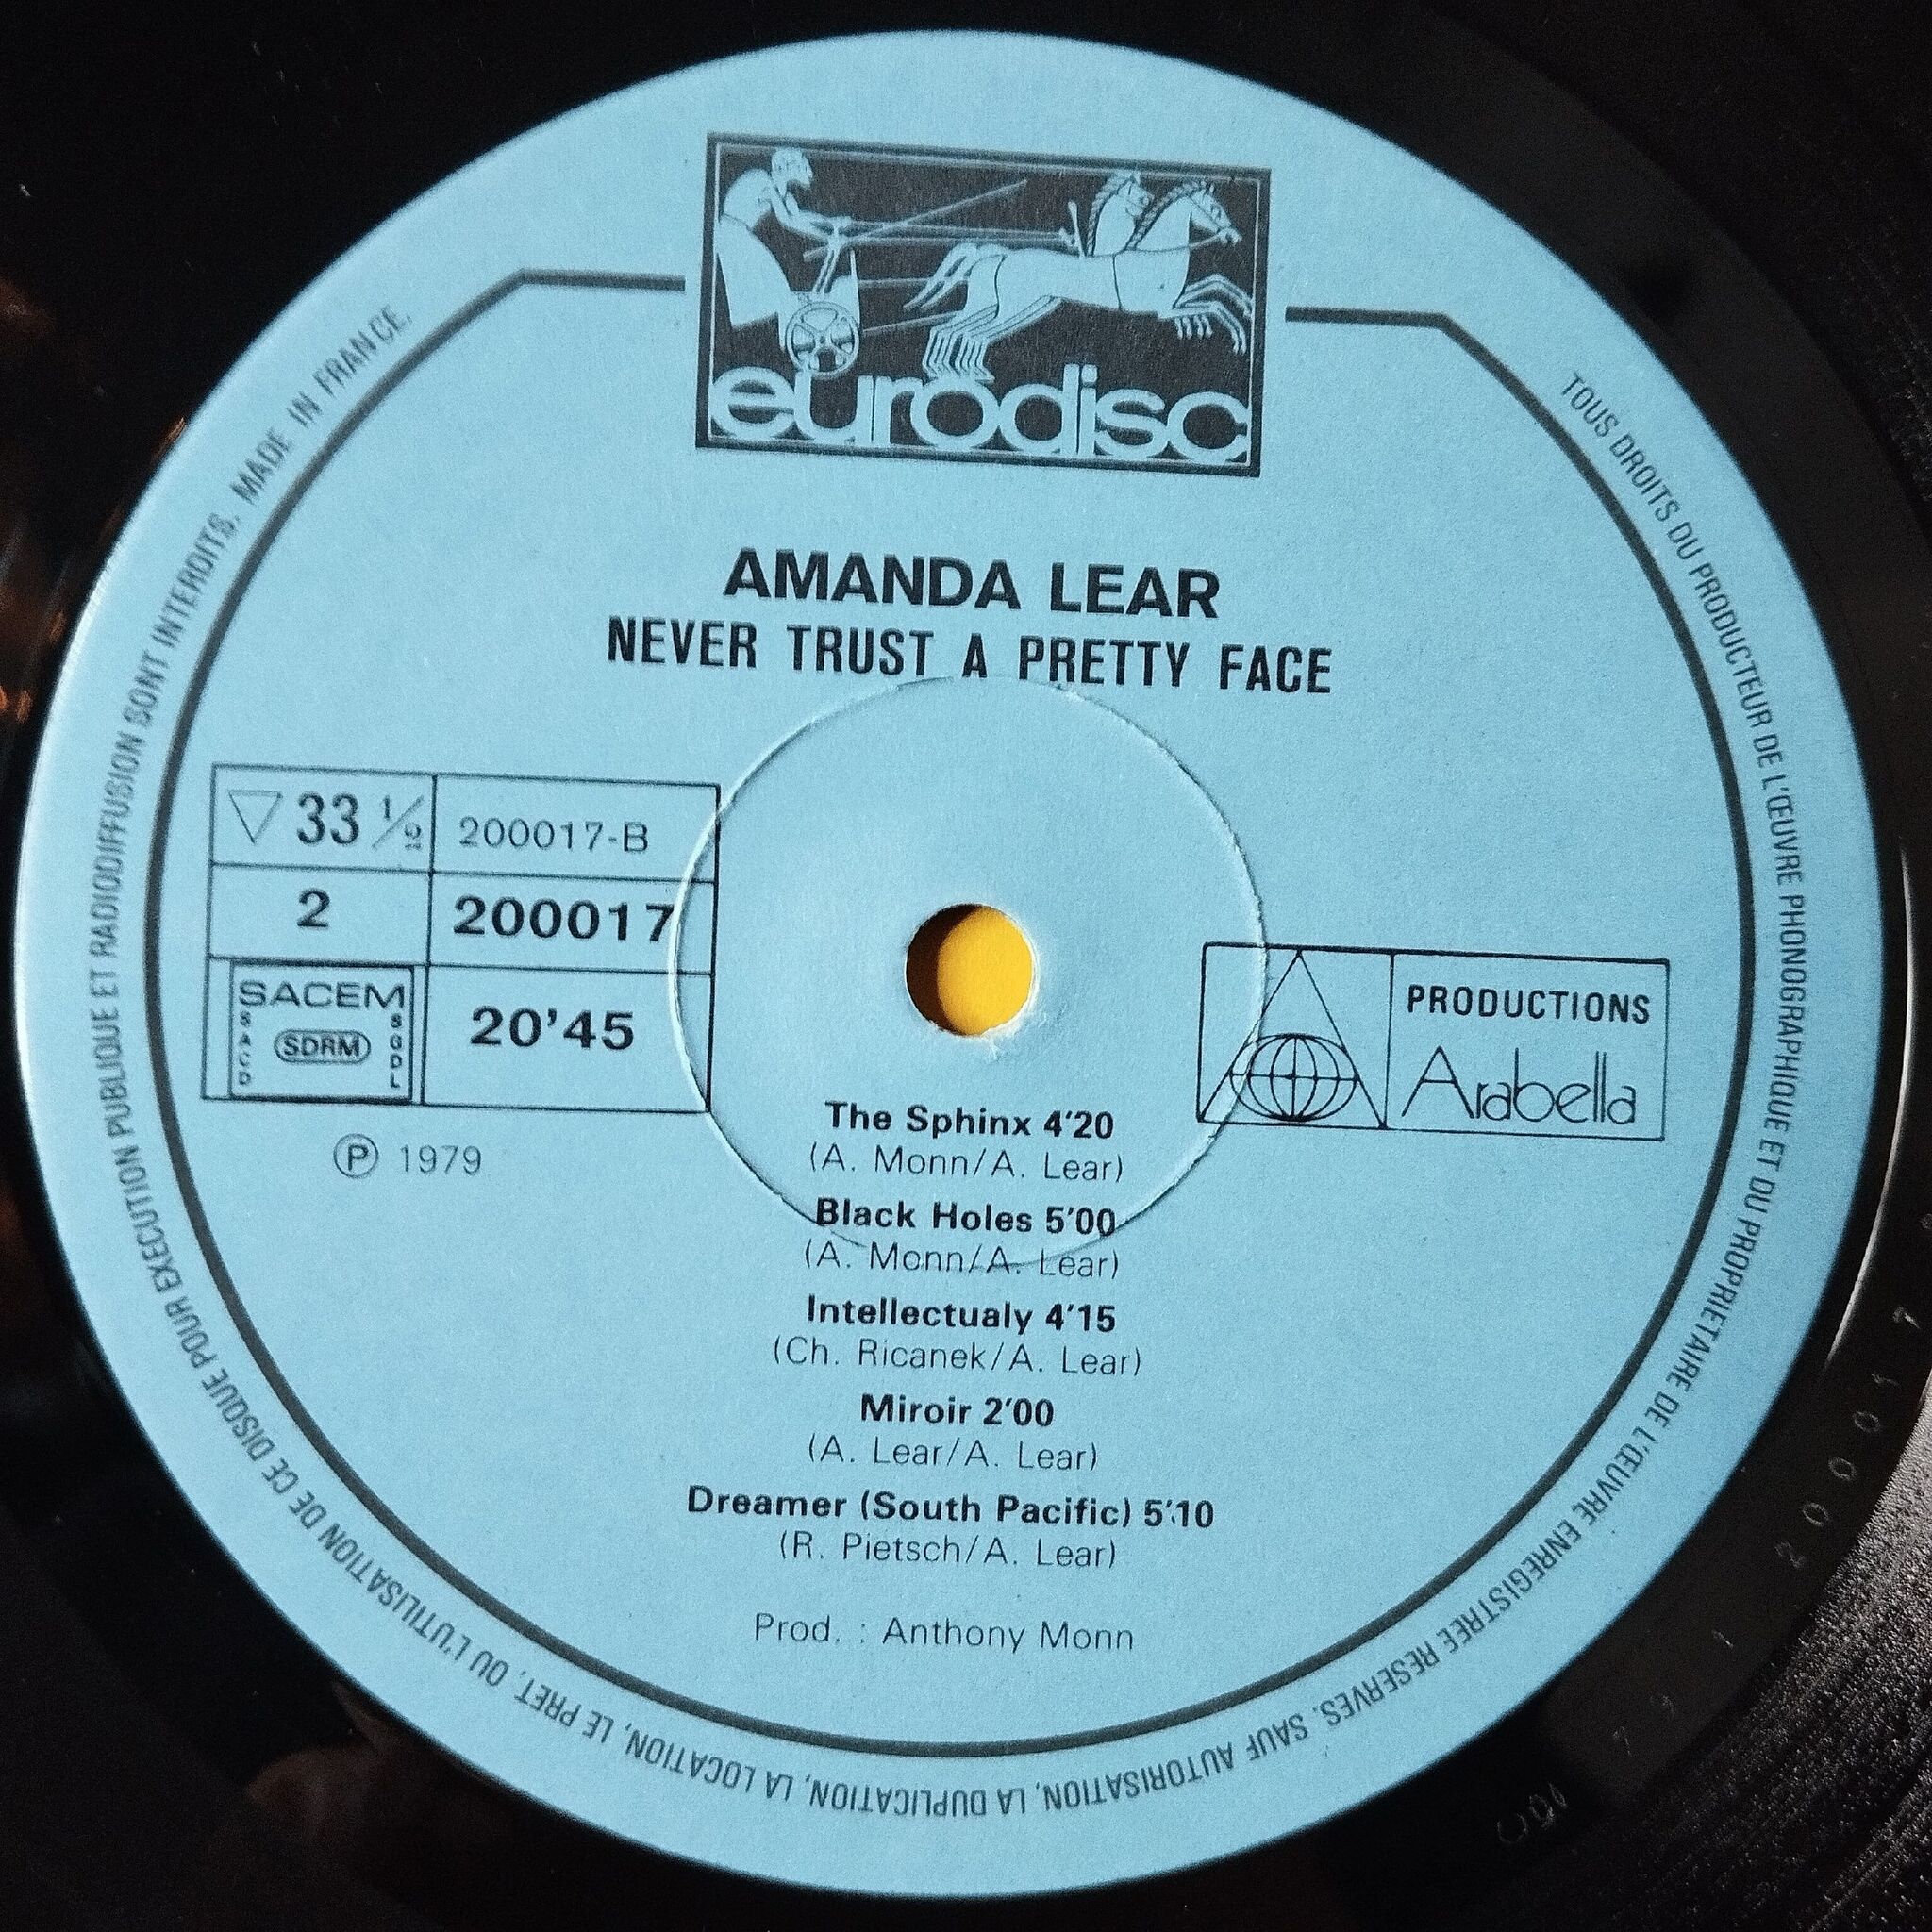 eurodisc
AMANDA LEAR
NEVER TRUST A PRETTY FACE
▽ 33 1/3 200017-B
2 200017
SACEM
SACD SDRM SGDL
20'45
Ⓟ 1979
PRODUCTIONS
Arabella
The Sphinx 4'20
(A. Monn/A. Lear)
Black Holes 5'00
(A. Monn/A. Lear)
Intellectualy 4'15
(Ch. Ricanek/A. Lear)
Miroir 2'00
(A. Lear/A. Lear)
Dreamer (South Pacific) 5'10
(R. Pietsch/A. Lear)
Prod. : Anthony Monn
TOUS DROITS DU PRODUCTEUR DE L'ŒUVRE PHONOGRAPHIQUE ET DU PROPRIETAIRE DE L'ŒUVRE ENREGISTREE RESERVES. SAUF AUTORISATION, LA DUPLICATION, LA LOCATION, LE PRET, OU L'UTILISATION DE CE DISQUE POUR EXECUTION PUBLIQUE ET RADIODIFFUSION SONT INTERDITS. MADE IN FRANCE.